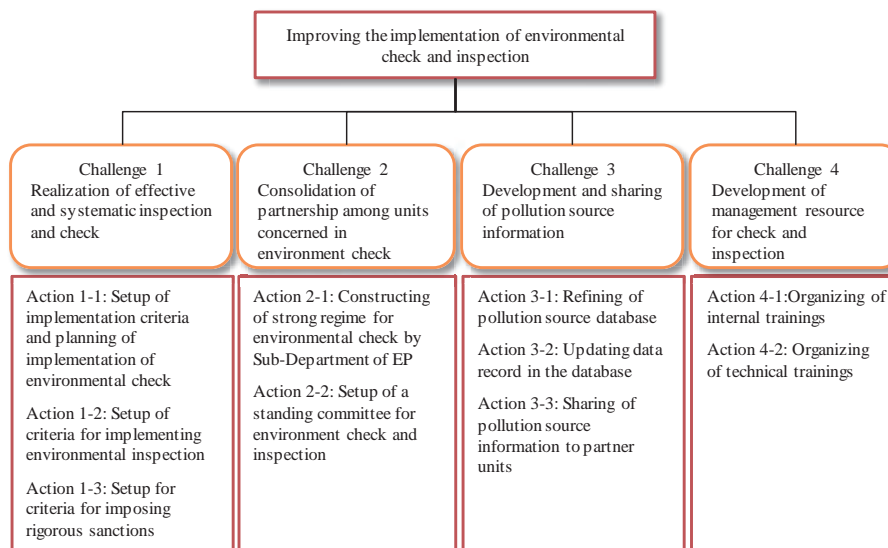 Improving the implementation of environmental
check and inspection
Challenge 1
Realization of effective
and systematic inspection
and check
Challenge 2
Consolidation of
partnership among units
concerned in
environment check
Challenge 3
Development and sharing
of pollution source
information
Challenge 4
Development of
management resource
for check and
inspection
Action 1-1: Setup of
implementation criteria
and planning of
implementation of
environmental check
Action 1-2: Setup of
criteria for implementing
environmental inspection
Action 1-3: Setup for
criteria for imposing
rigorous sanctions
Action 2-1: Constructing
of strong regime for
environmental check by
Sub-Department of EP
Action 2-2: Setup of a
standing committee for
environment check and
inspection
Action 3-1: Refining of
pollution source database
Action 3-2: Updating data
record in the database
Action 3-3: Sharing of
pollution source
information to partner
units
Action 4-1:Organizing of
internal trainings
Action 4-2: Organizing
of technical trainings